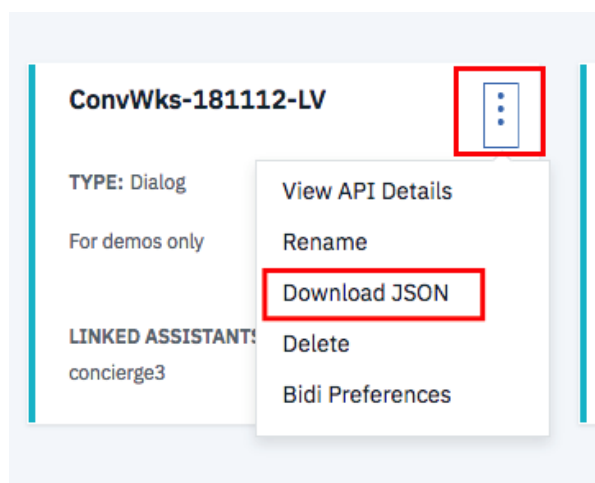 ConvWks-181112-LV
TYPE: Dialog
For demos only
LINKED ASSISTANTS
concierge3
View API Details
Rename
Download JSON
Delete
Bidi Preferences